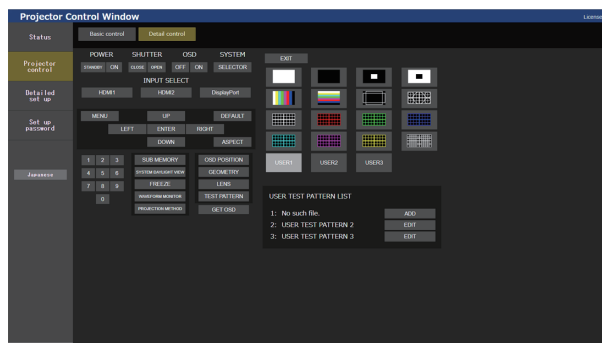 Projector Control Window
License
Status
Projector
control
Detailed
set up
Set up
password
Japanese
Basic control
Detail control
POWER SHUTTER OSD SYSTEM
STANDBY ON CLOSE OPEN OFF ON SELECTOR
INPUT SELECT
HDMI1 HDMI2 DisplayPort
MENU UP DEFAULT
LEFT ENTER RIGHT
DOWN ASPECT
1 2 3 SUB MEMORY OSD POSITION
4 5 6 SYSTEM DAYLIGHT VIEW GEOMETRY
7 8 9 FREEZE LENS
0 WAVEFORM MONITOR TEST PATTERN
PROJECTION METHOD GET OSD
EXIT
USER1 USER2 USER3
USER TEST PATTERN LIST
1: No such file. ADD
2: USER TEST PATTERN 2 EDIT
3: USER TEST PATTERN 3 EDIT